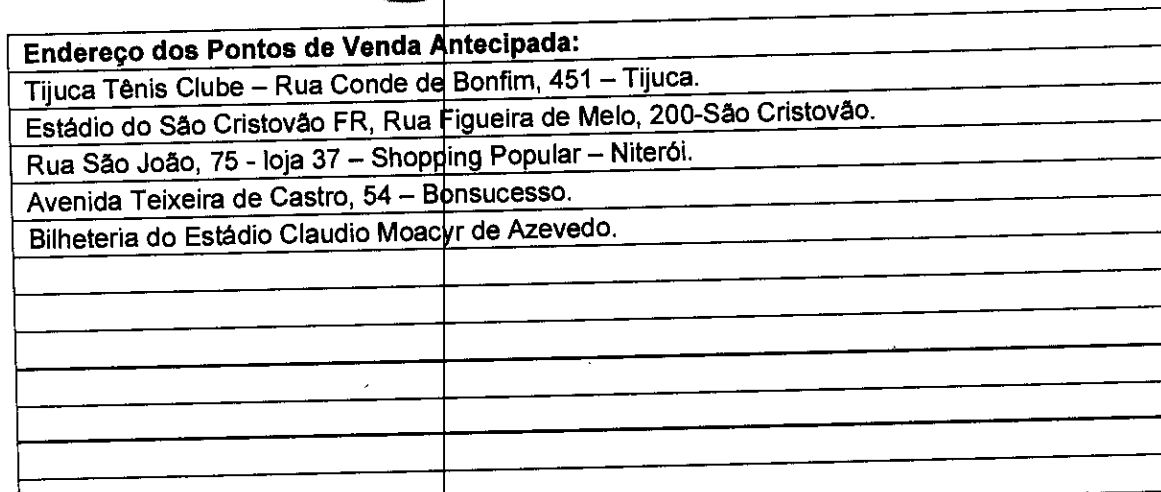 Endereço dos Pontos de Venda Antecipada:
Tijuca Tênis Clube – Rua Conde de Bonfim, 451 – Tijuca.
Estádio do São Cristovão FR, Rua Figueira de Melo, 200-São Cristovão.
Rua São João, 75 - loja 37 – Shopping Popular – Niterói.
Avenida Teixeira de Castro, 54 – Bonsucesso.
Bilheteria do Estádio Claudio Moacyr de Azevedo.